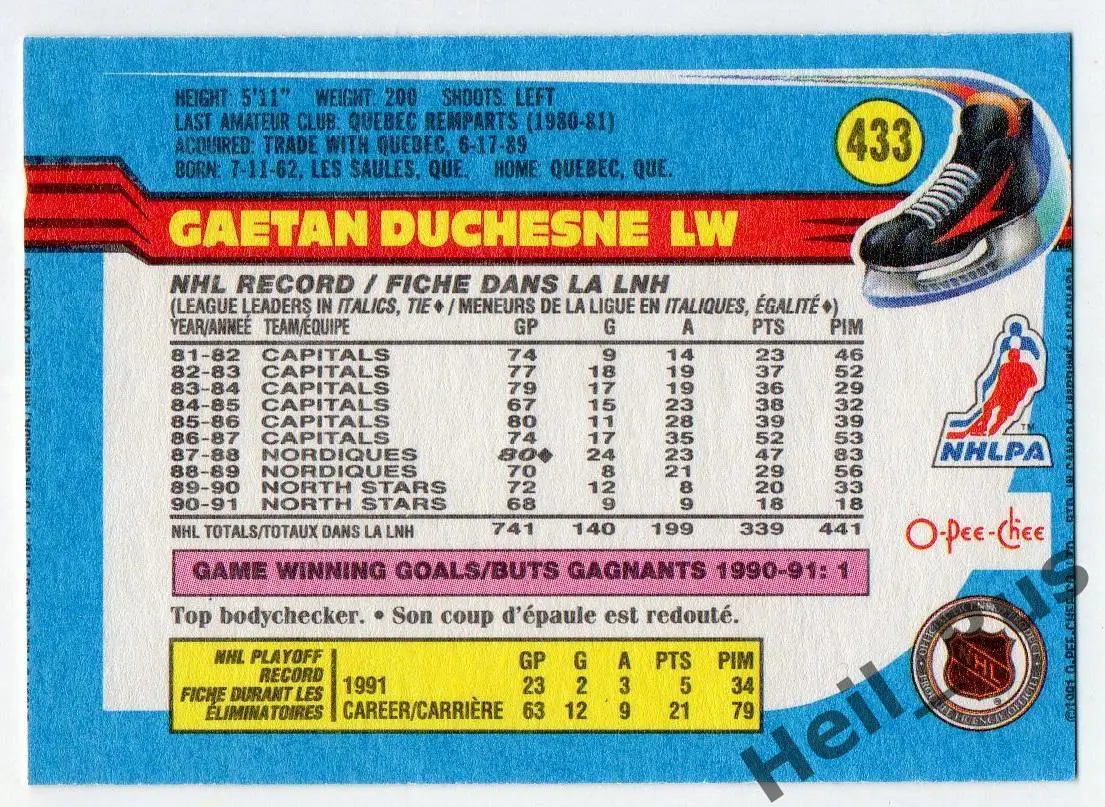 HEIGHT: 5'11" WEIGHT: 200 SHOOTS: LEFT
LAST AMATEUR CLUB: QUEBEC REMPARTS (1980-81)
ACQUIRED: TRADE WITH QUEBEC, 6-17-89
BORN: 7-11-62, LES SAULES, QUE. HOME: QUEBEC, QUE.
433
GAETAN DUCHESNE LW
NHL RECORD / FICHE DANS LA LNH
(LEAGUE LEADERS IN ITALICS, TIE ♦ / MENEURS DE LA LIGUE EN ITALIQUES, ÉGALITÉ ♦)
YEAR/ANNEÉ TEAM/ÉQUIPE GP G A PTS PIM
81-82 CAPITALS 74 9 14 23 46
82-83 CAPITALS 77 18 19 37 52
83-84 CAPITALS 79 17 19 36 29
84-85 CAPITALS 67 15 23 38 32
85-86 CAPITALS 80 11 28 39 39
86-87 CAPITALS 74 17 35 52 53
87-88 NORDIQUES 80♦ 24 23 47 83
88-89 NORDIQUES 70 8 21 29 56
89-90 NORTH STARS 72 12 8 20 33
90-91 NORTH STARS 68 9 9 18 18
NHL TOTALS/TOTAUX DANS LA LNH 741 140 199 339 441
NHLPA
TM
O-Pee-Chee
GAME WINNING GOALS/BUTS GAGNANTS 1990-91: 1
Top bodychecker. • Son coup d'épaule est redouté.
NHL PLAYOFF RECORD
FICHE DURANT LES ÉLIMINATOIRES
GP G A PTS PIM
1991 23 2 3 5 34
CAREER/CARRIÈRE 63 12 9 21 79
NHL
Heil_gus